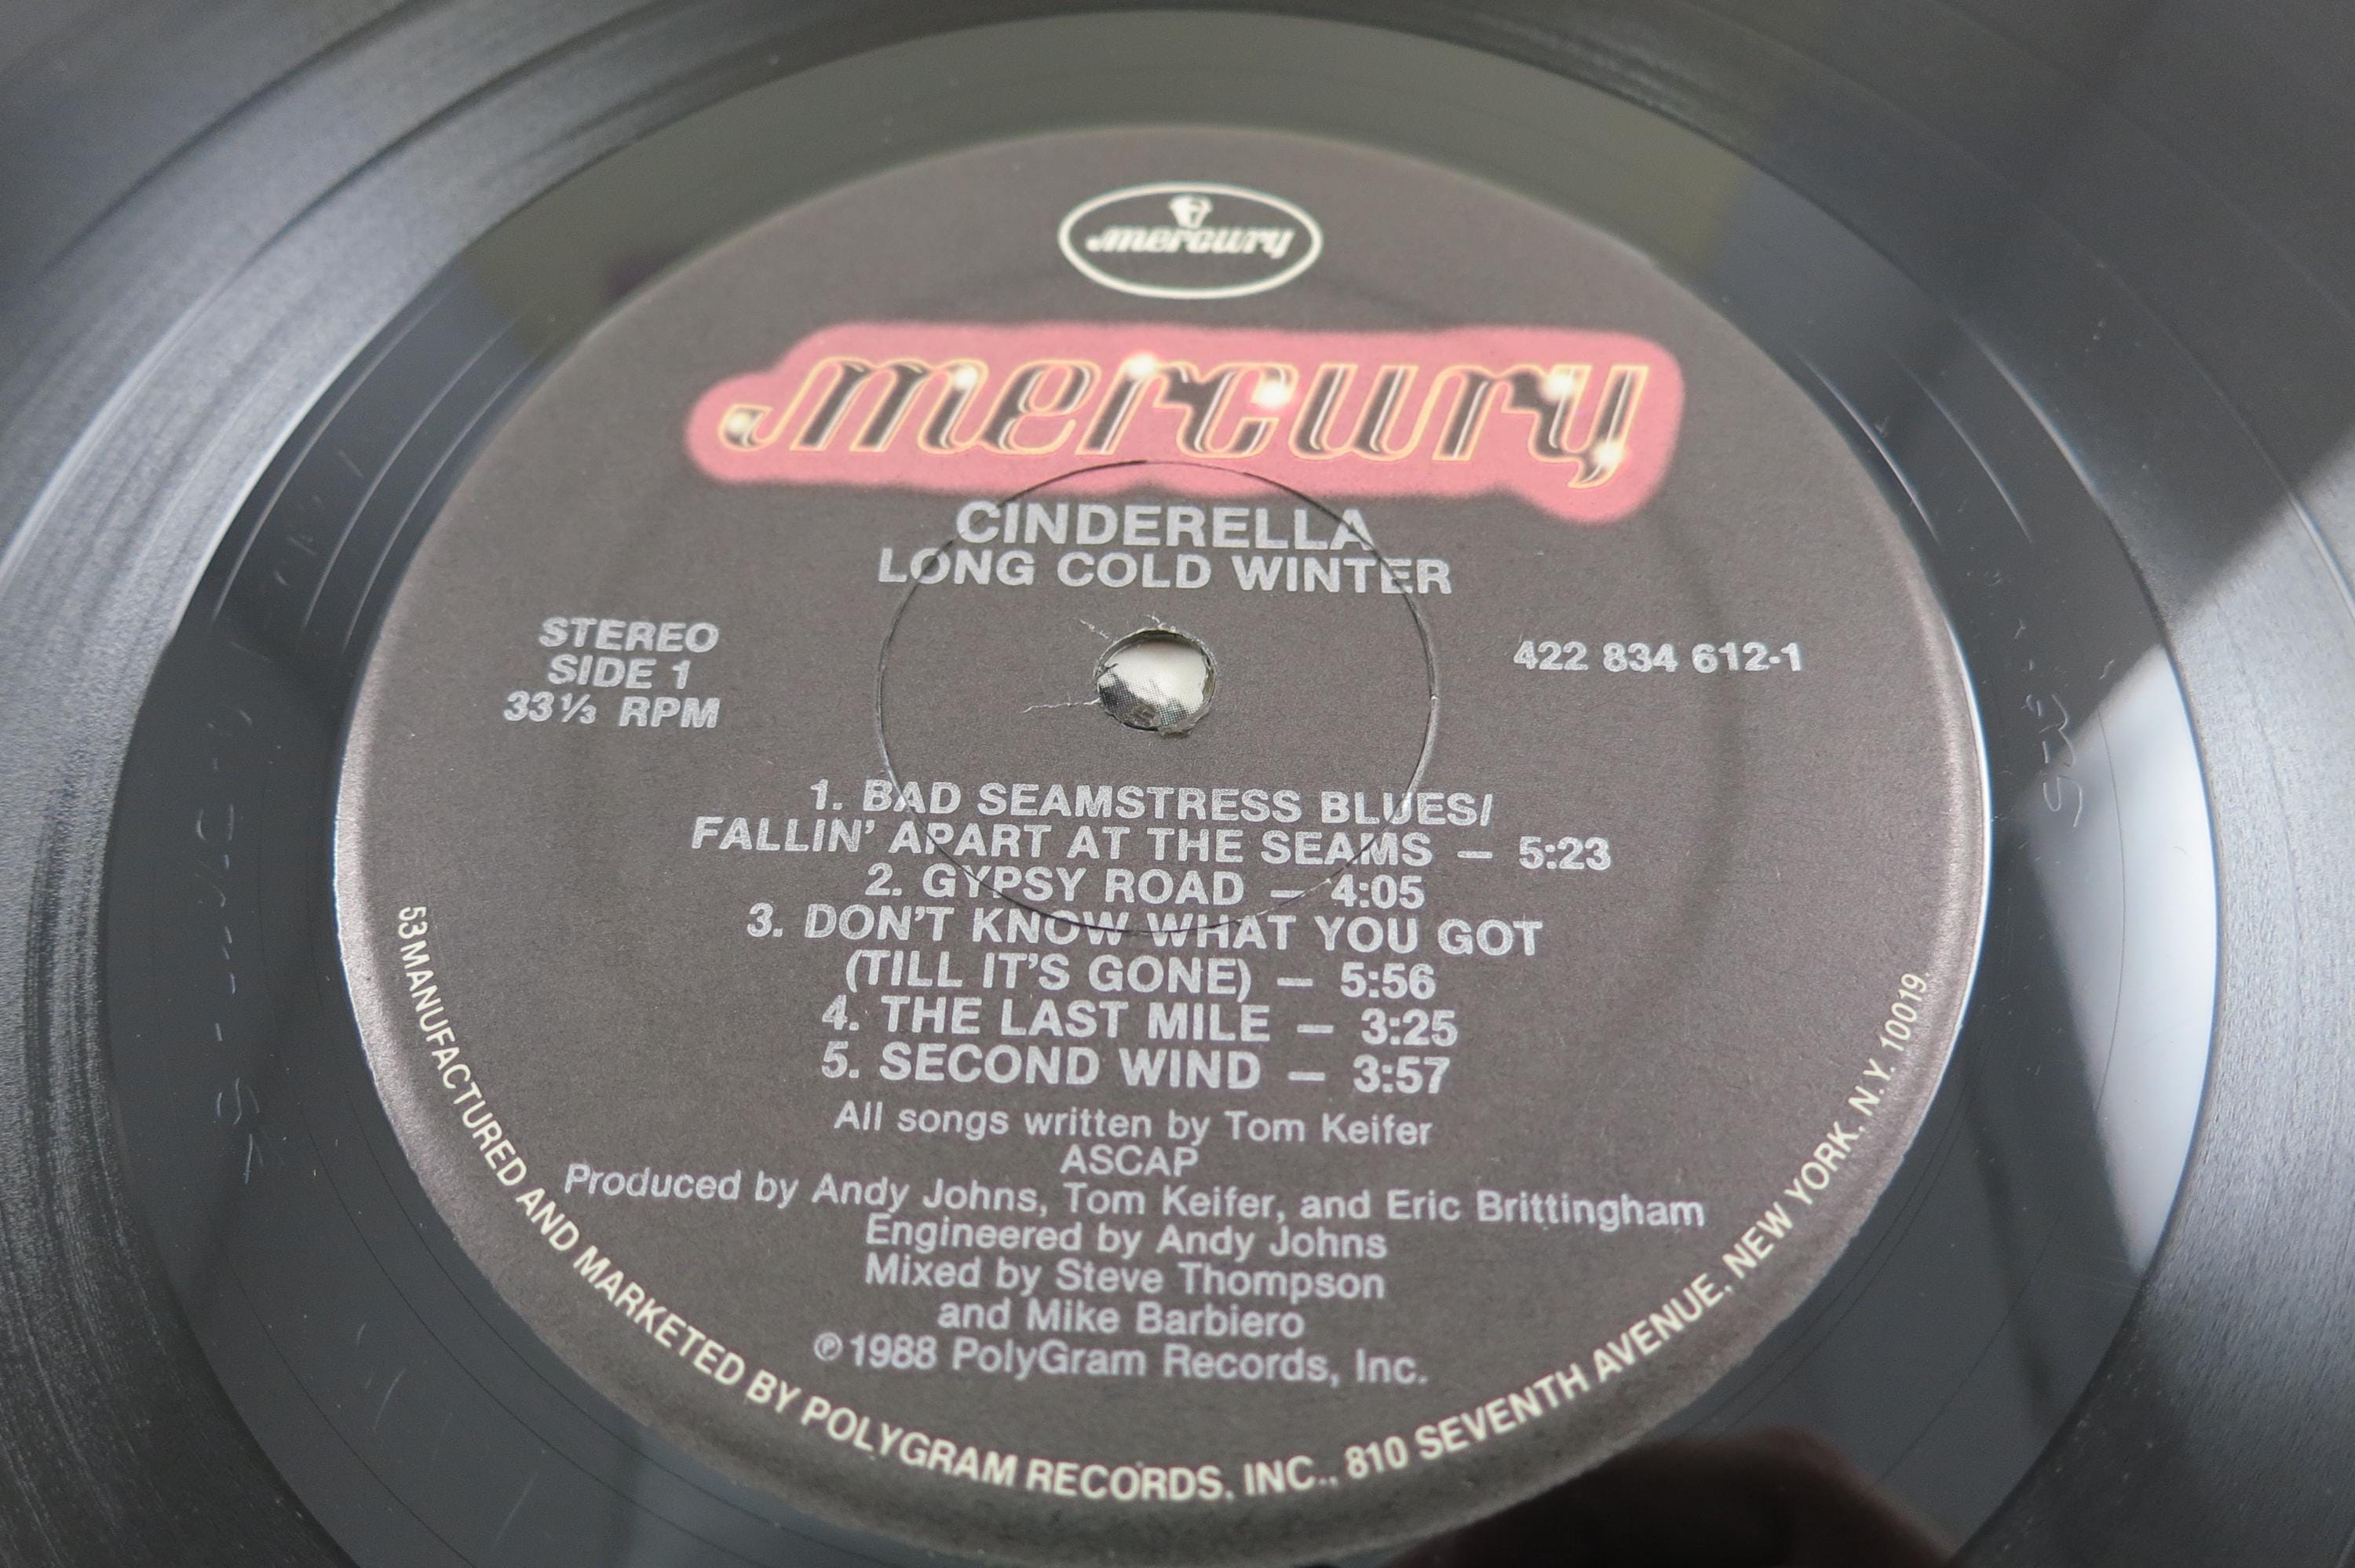 mercury
mercury
CINDERELLA
LONG COLD WINTER
STEREO
SIDE 1
33⅓ RPM
422 834 612-1
1. BAD SEAMSTRESS BLUES/
FALLIN' APART AT THE SEAMS — 5:23
2. GYPSY ROAD — 4:05
3. DON'T KNOW WHAT YOU GOT
(TILL IT'S GONE) — 5:56
4. THE LAST MILE — 3:25
5. SECOND WIND — 3:57
All songs written by Tom Keifer
ASCAP
Produced by Andy Johns, Tom Keifer, and Eric Brittingham
Engineered by Andy Johns
Mixed by Steve Thompson
and Mike Barbiero
℗ 1988 PolyGram Records, Inc.
53 MANUFACTURED AND MARKETED BY POLYGRAM RECORDS, INC., 810 SEVENTH AVENUE, NEW YORK, N.Y. 10019.